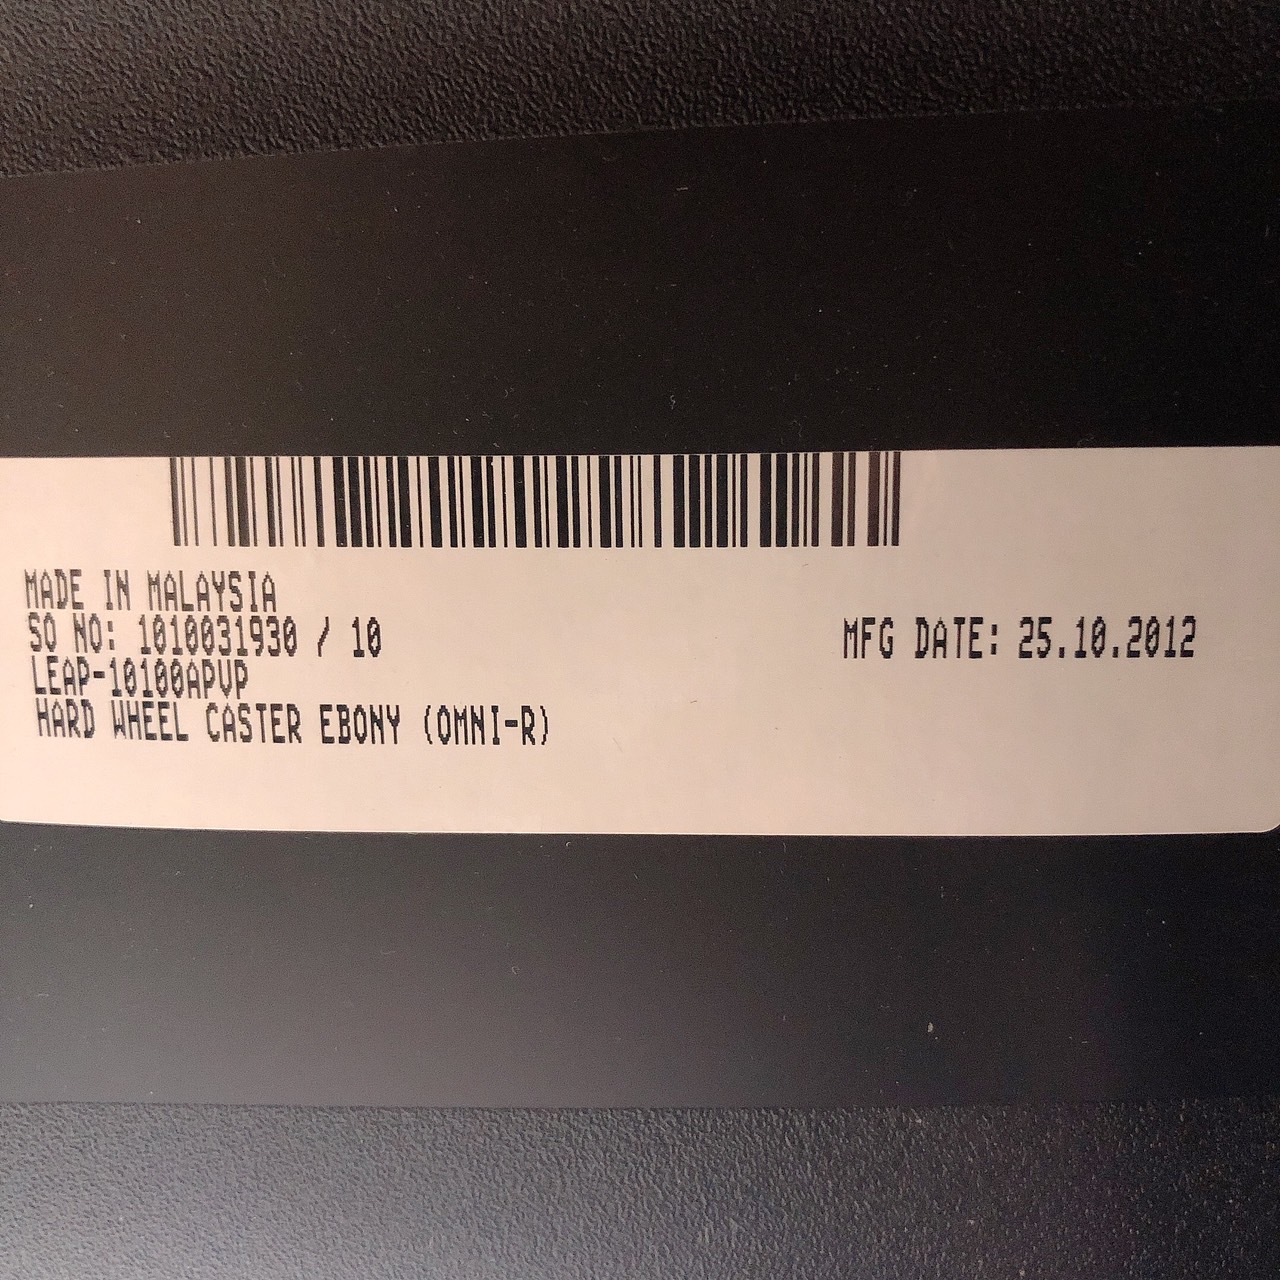 MADE IN MALAYSIA
SO NO: 1010031930 / 10
MFG DATE: 25.10.2012
LEAP-10100APVP
HARD WHEEL CASTER EBONY (OMNI-R)